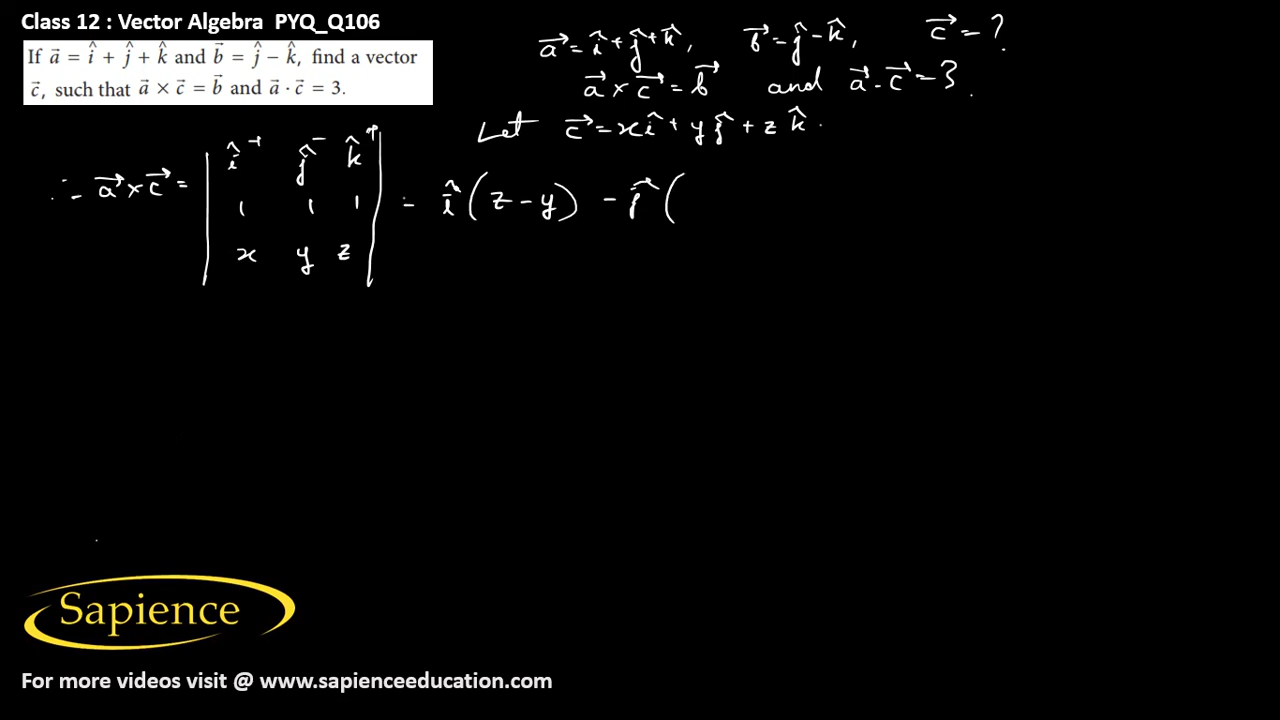 Class 12 : Vector Algebra PYQ_Q106
If a⃗ = î + ĵ + k̂ and b⃗ = ĵ − k̂, find a vector
c⃗, such that a⃗ × c⃗ = b⃗ and a⃗ · c⃗ = 3.
a⃗ = î + ĵ + k̂, b⃗ = ĵ − k̂, c⃗ = ?
a⃗ × c⃗ = b⃗ and a⃗ . c⃗ = 3.
Let c⃗ = xî + yĵ + zk̂.
∴ a⃗ × c⃗ = | î⁺ ĵ⁻ k̂⁺ | = î(z − y) − ĵ(
1 1 1
x y z
Sapience
For more videos visit @ www.sapienceeducation.com